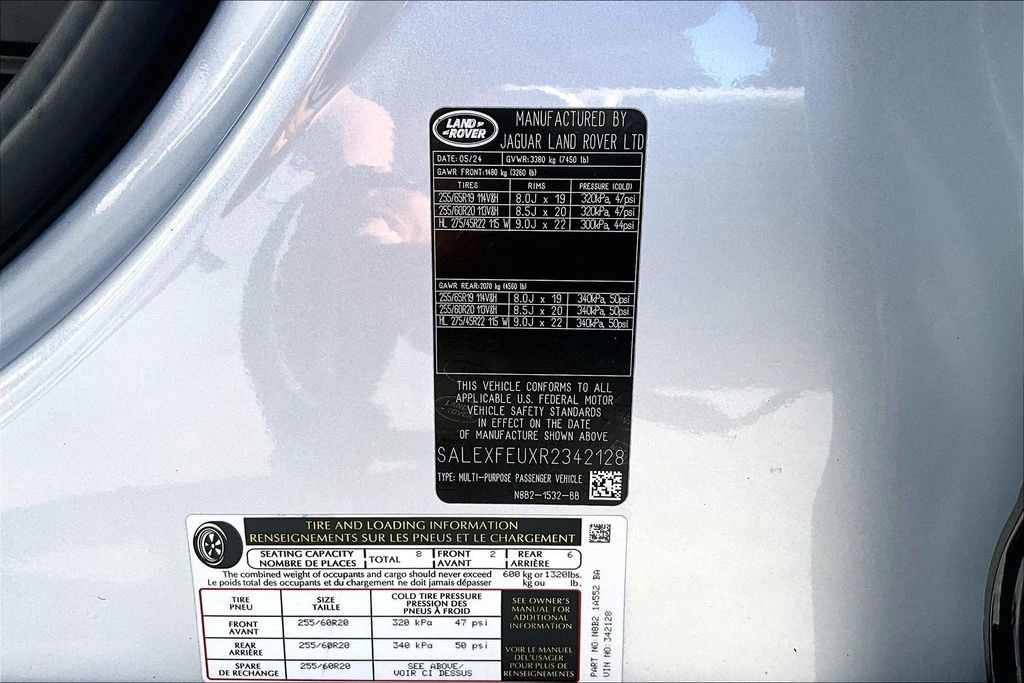 LAND ROVER
MANUFACTURED BY
JAGUAR LAND ROVER LTD
DATE: 05/24 GVWR: 3380 kg (7450 lb)
GAWR FRONT: 1480 kg (3260 lb)
TIRES RIMS PRESSURE (COLD)
255/65R19 114V&H 8.0J x 19 320kPa, 47psi
255/60R20 113V&H 8.5J x 20 320kPa, 47psi
HL 275/45R22 115 W 9.0J x 22 300kPa, 44psi
GAWR REAR: 2070 kg (4560 lb)
255/65R19 114V&H 8.0J x 19 340kPa, 50psi
255/60R20 113V&H 8.5J x 20 340kPa, 50psi
HL 275/45R22 115 W 9.0J x 22 340kPa, 50psi
THIS VEHICLE CONFORMS TO ALL
APPLICABLE U.S. FEDERAL MOTOR
VEHICLE SAFETY STANDARDS
IN EFFECT ON THE DATE
OF MANUFACTURE SHOWN ABOVE
SALEXFEUXR2342128
TYPE: MULTI-PURPOSE PASSENGER VEHICLE
N8B2-1532-BB
TIRE AND LOADING INFORMATION
RENSEIGNEMENTS SUR LES PNEUS ET LE CHARGEMENT
SEATING CAPACITY
NOMBRE DE PLACES
TOTAL 8
FRONT 2
AVANT
REAR 6
ARRIÈRE
The combined weight of occupants and cargo should never exceed 600 kg or 1320lbs.
Le poids total des occupants et du chargement ne doit jamais dépasser kg ou lb.
TIRE
PNEU
SIZE
TAILLE
COLD TIRE PRESSURE
PRESSION DES
PNEUS À FROID
FRONT
AVANT
255/60R20 320 kPa 47 psi
REAR
ARRIÈRE
255/60R20 340 kPa 50 psi
SPARE
DE RECHANGE
255/60R20
SEE ABOVE/
VOIR CI DESSUS
SEE OWNER'S
MANUAL FOR
ADDITIONAL
INFORMATION
VOIR LE MANUEL
DEL'USAGER
POUR PLUS DE
RENSEIGNEMENTS
PART NO: N8B2 1A552 BA
VIN NO: 342128